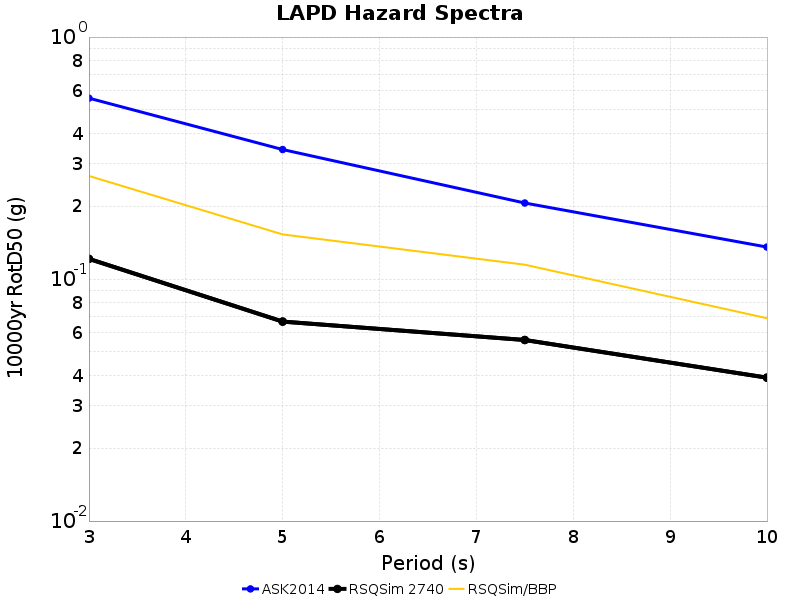 LAPD Hazard Spectra
10^0
8
6
4
3
2
10^-1
8
6
4
3
2
10^-2
10000yr RotD50 (g)
3 4 5 6 7 8 9 10
Period (s)
ASK2014 RSQSim 2740 RSQSim/BBP